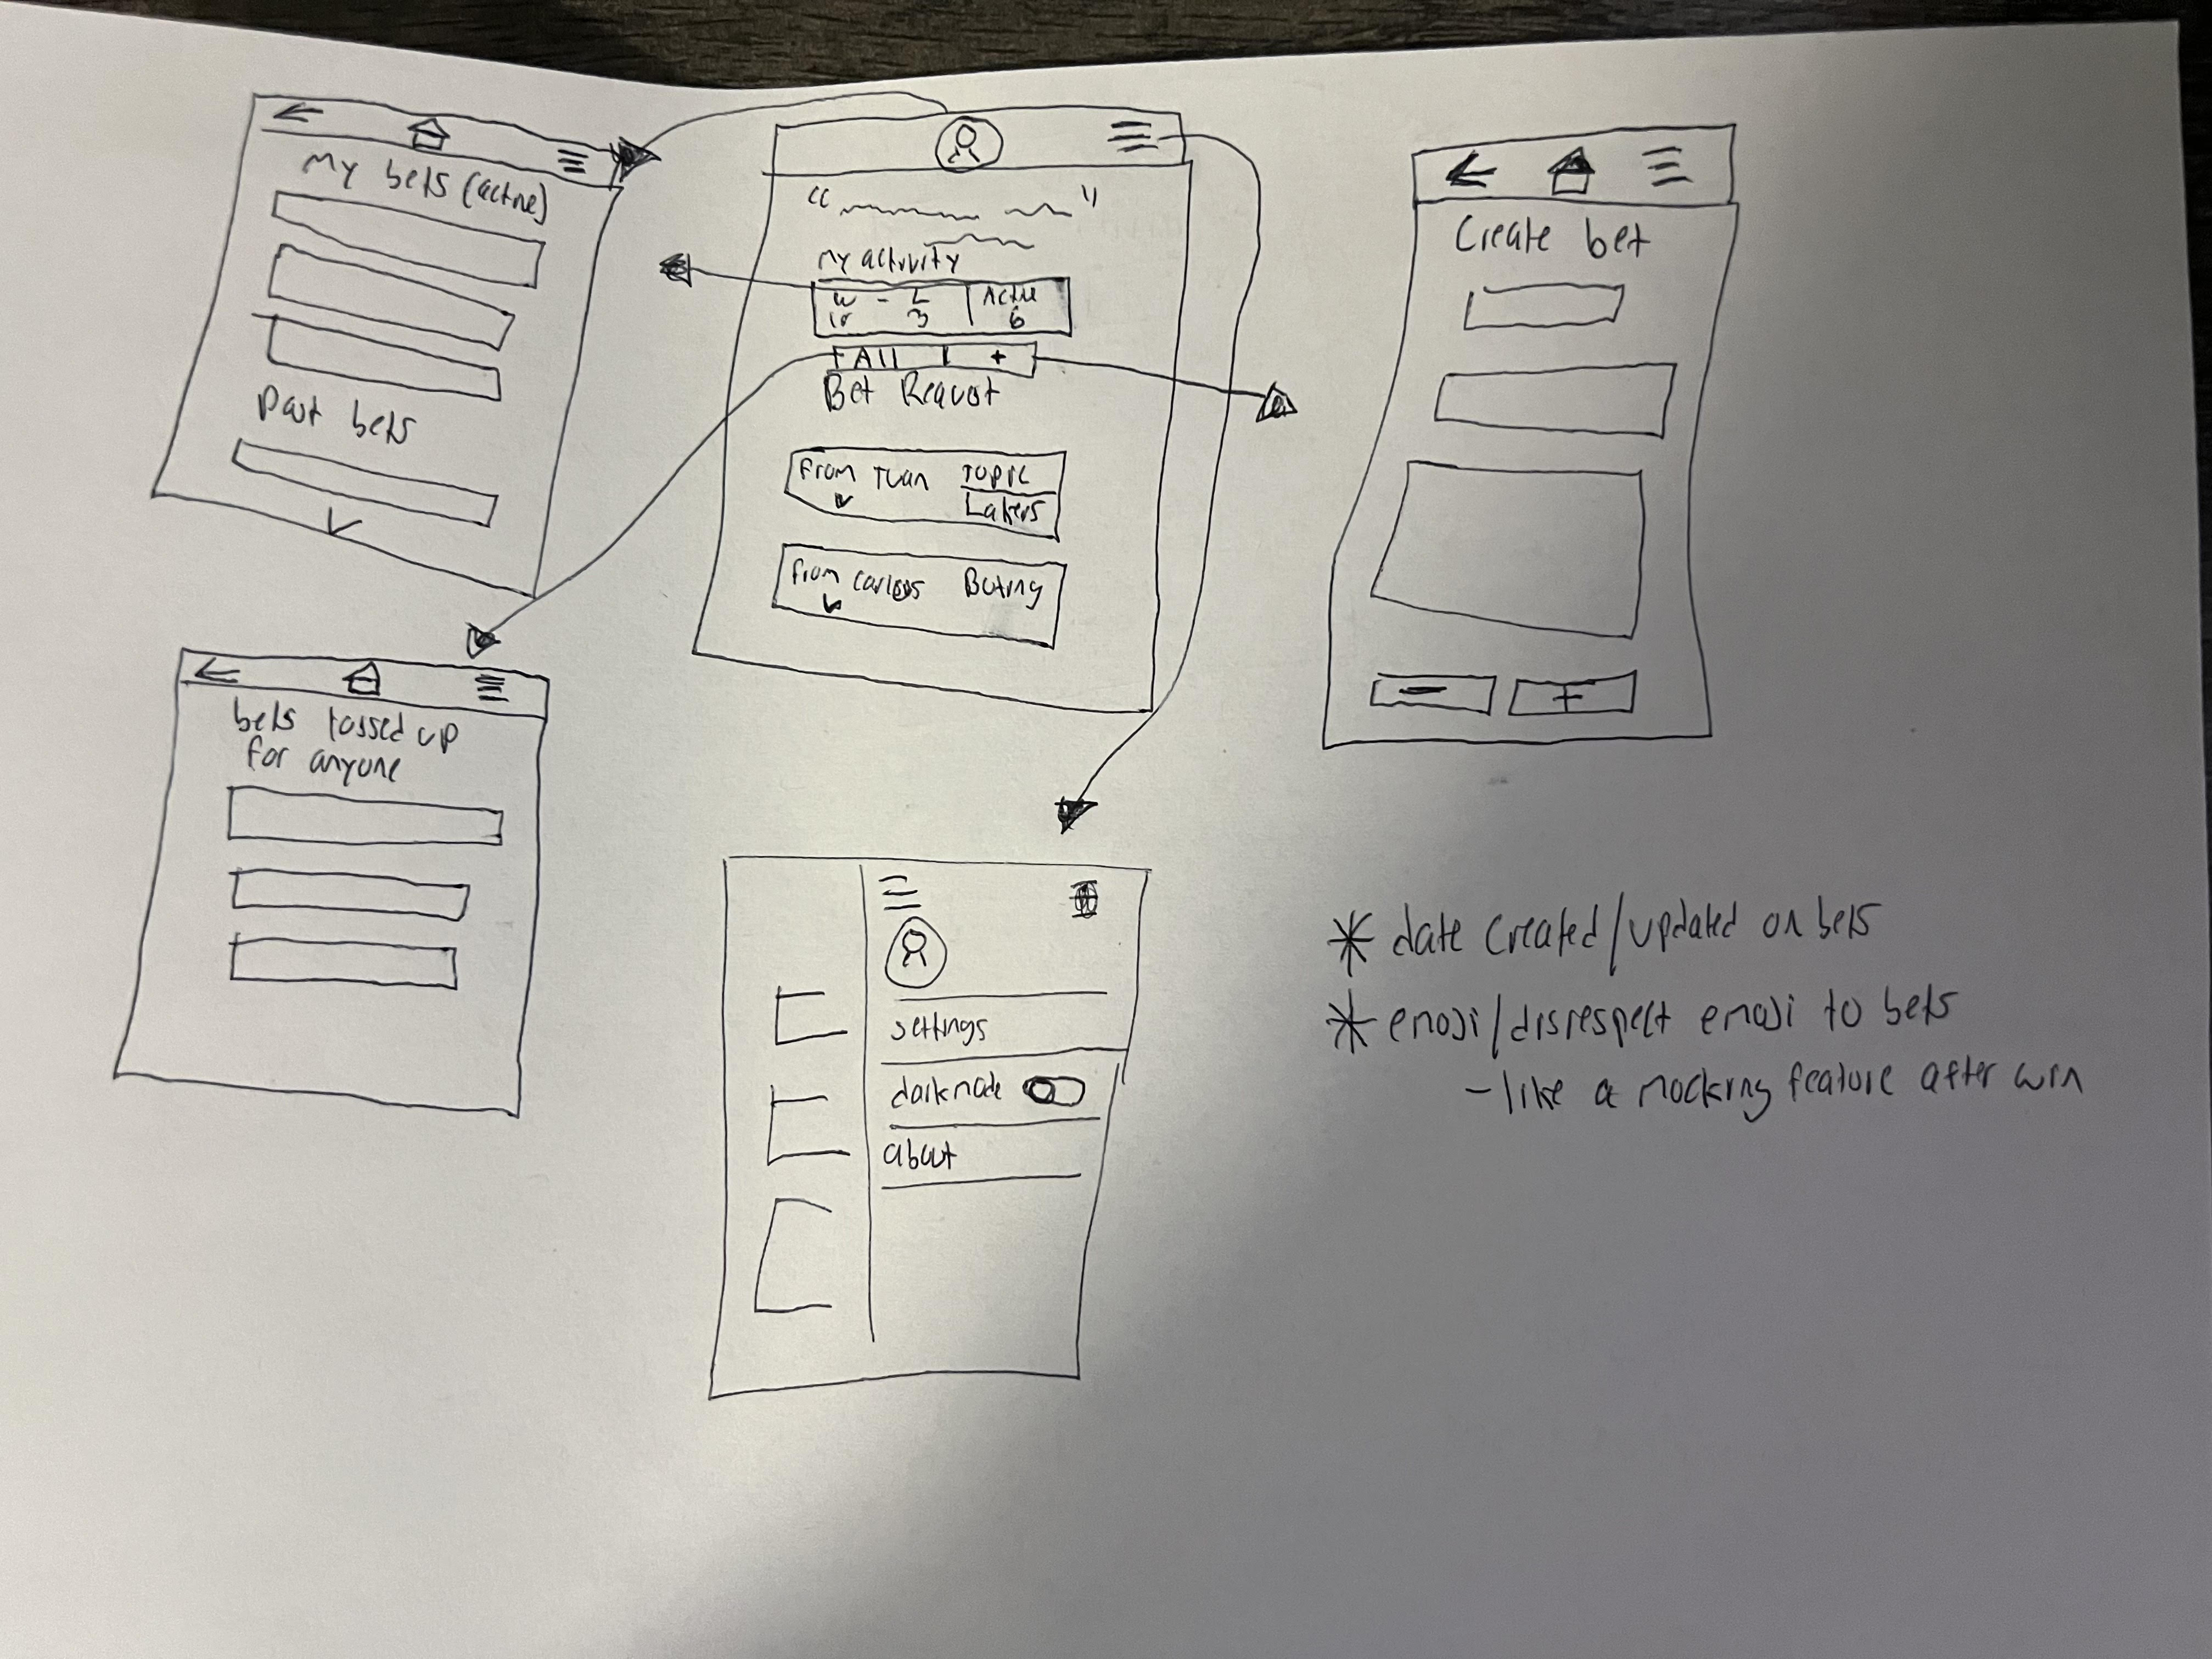 My bets (active)
Past bets
"
"
My activity
W - L
10 3
Active
6
All | +
Bet Request
From Tuan
Topic
Lakers
From Carlos
Boxing
Create bet
-
+
bets tossed up
for anyone
settings
darkmode
about
* date created/updated on bets
* emoji/disrespect emoji to bets
- like a mocking feature after win